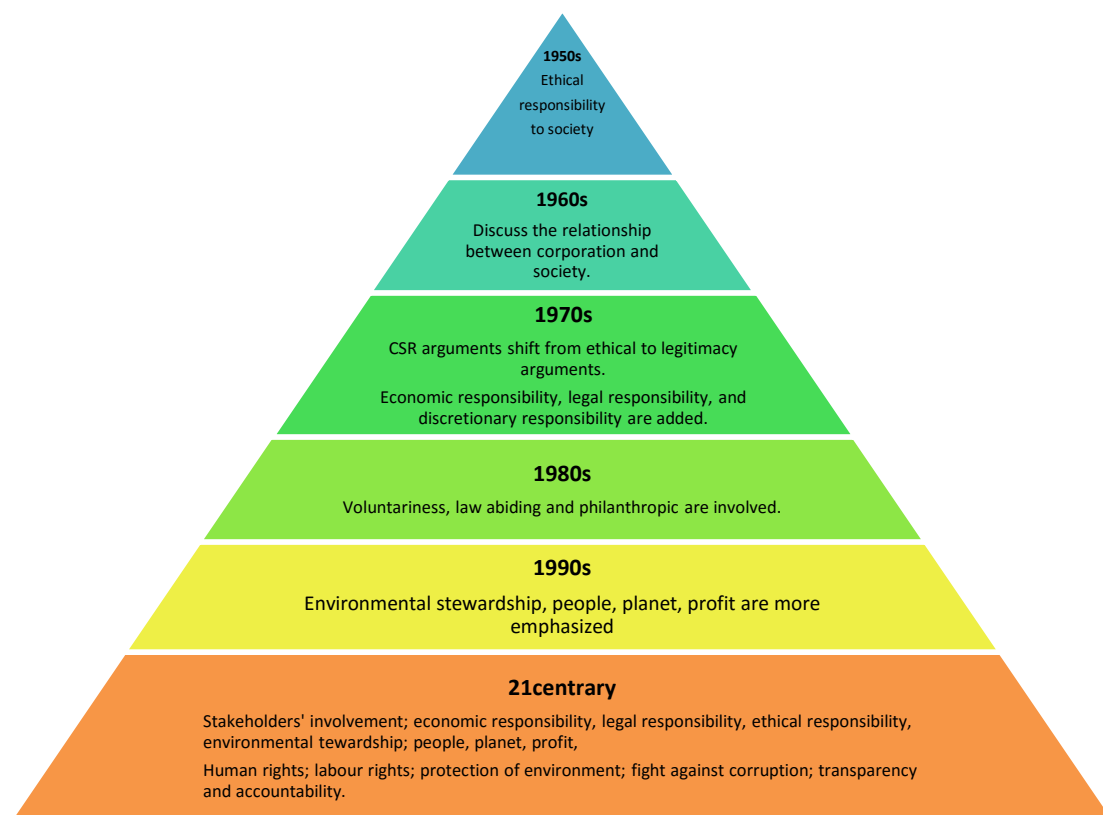 1950s
Ethical
responsibility
to society
1960s
Discuss the relationship
between corporation and
society.
1970s
CSR arguments shift from ethical to legitimacy
arguments.
Economic responsibility, legal responsibility, and
discretionary responsibility are added.
1980s
Voluntariness, law abiding and philanthropic are involved.
1990s
Environmental stewardship, people, planet, profit are more
emphasized
21centrary
Stakeholders' involvement; economic responsibility, legal responsibility, ethical responsibility,
environmental tewardship; people, planet, profit,
Human rights; labour rights; protection of environment; fight against corruption; transparency
and accountability.